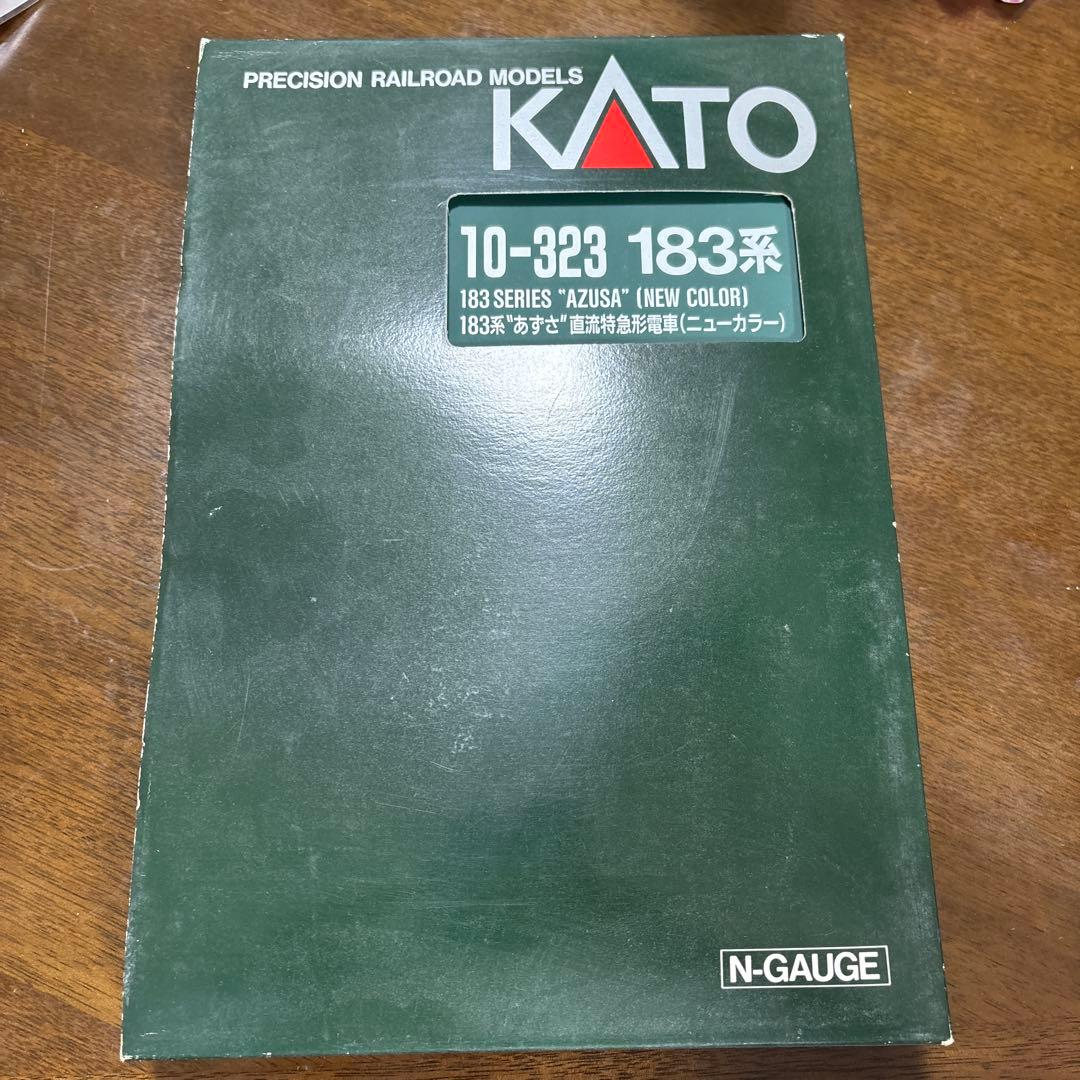 PRECISION RAILROAD MODELS
KATO
10-323 183系
183 SERIES "AZUSA" (NEW COLOR)
183系"あずさ"直流特急形電車(ニューカラー)
N-GAUGE